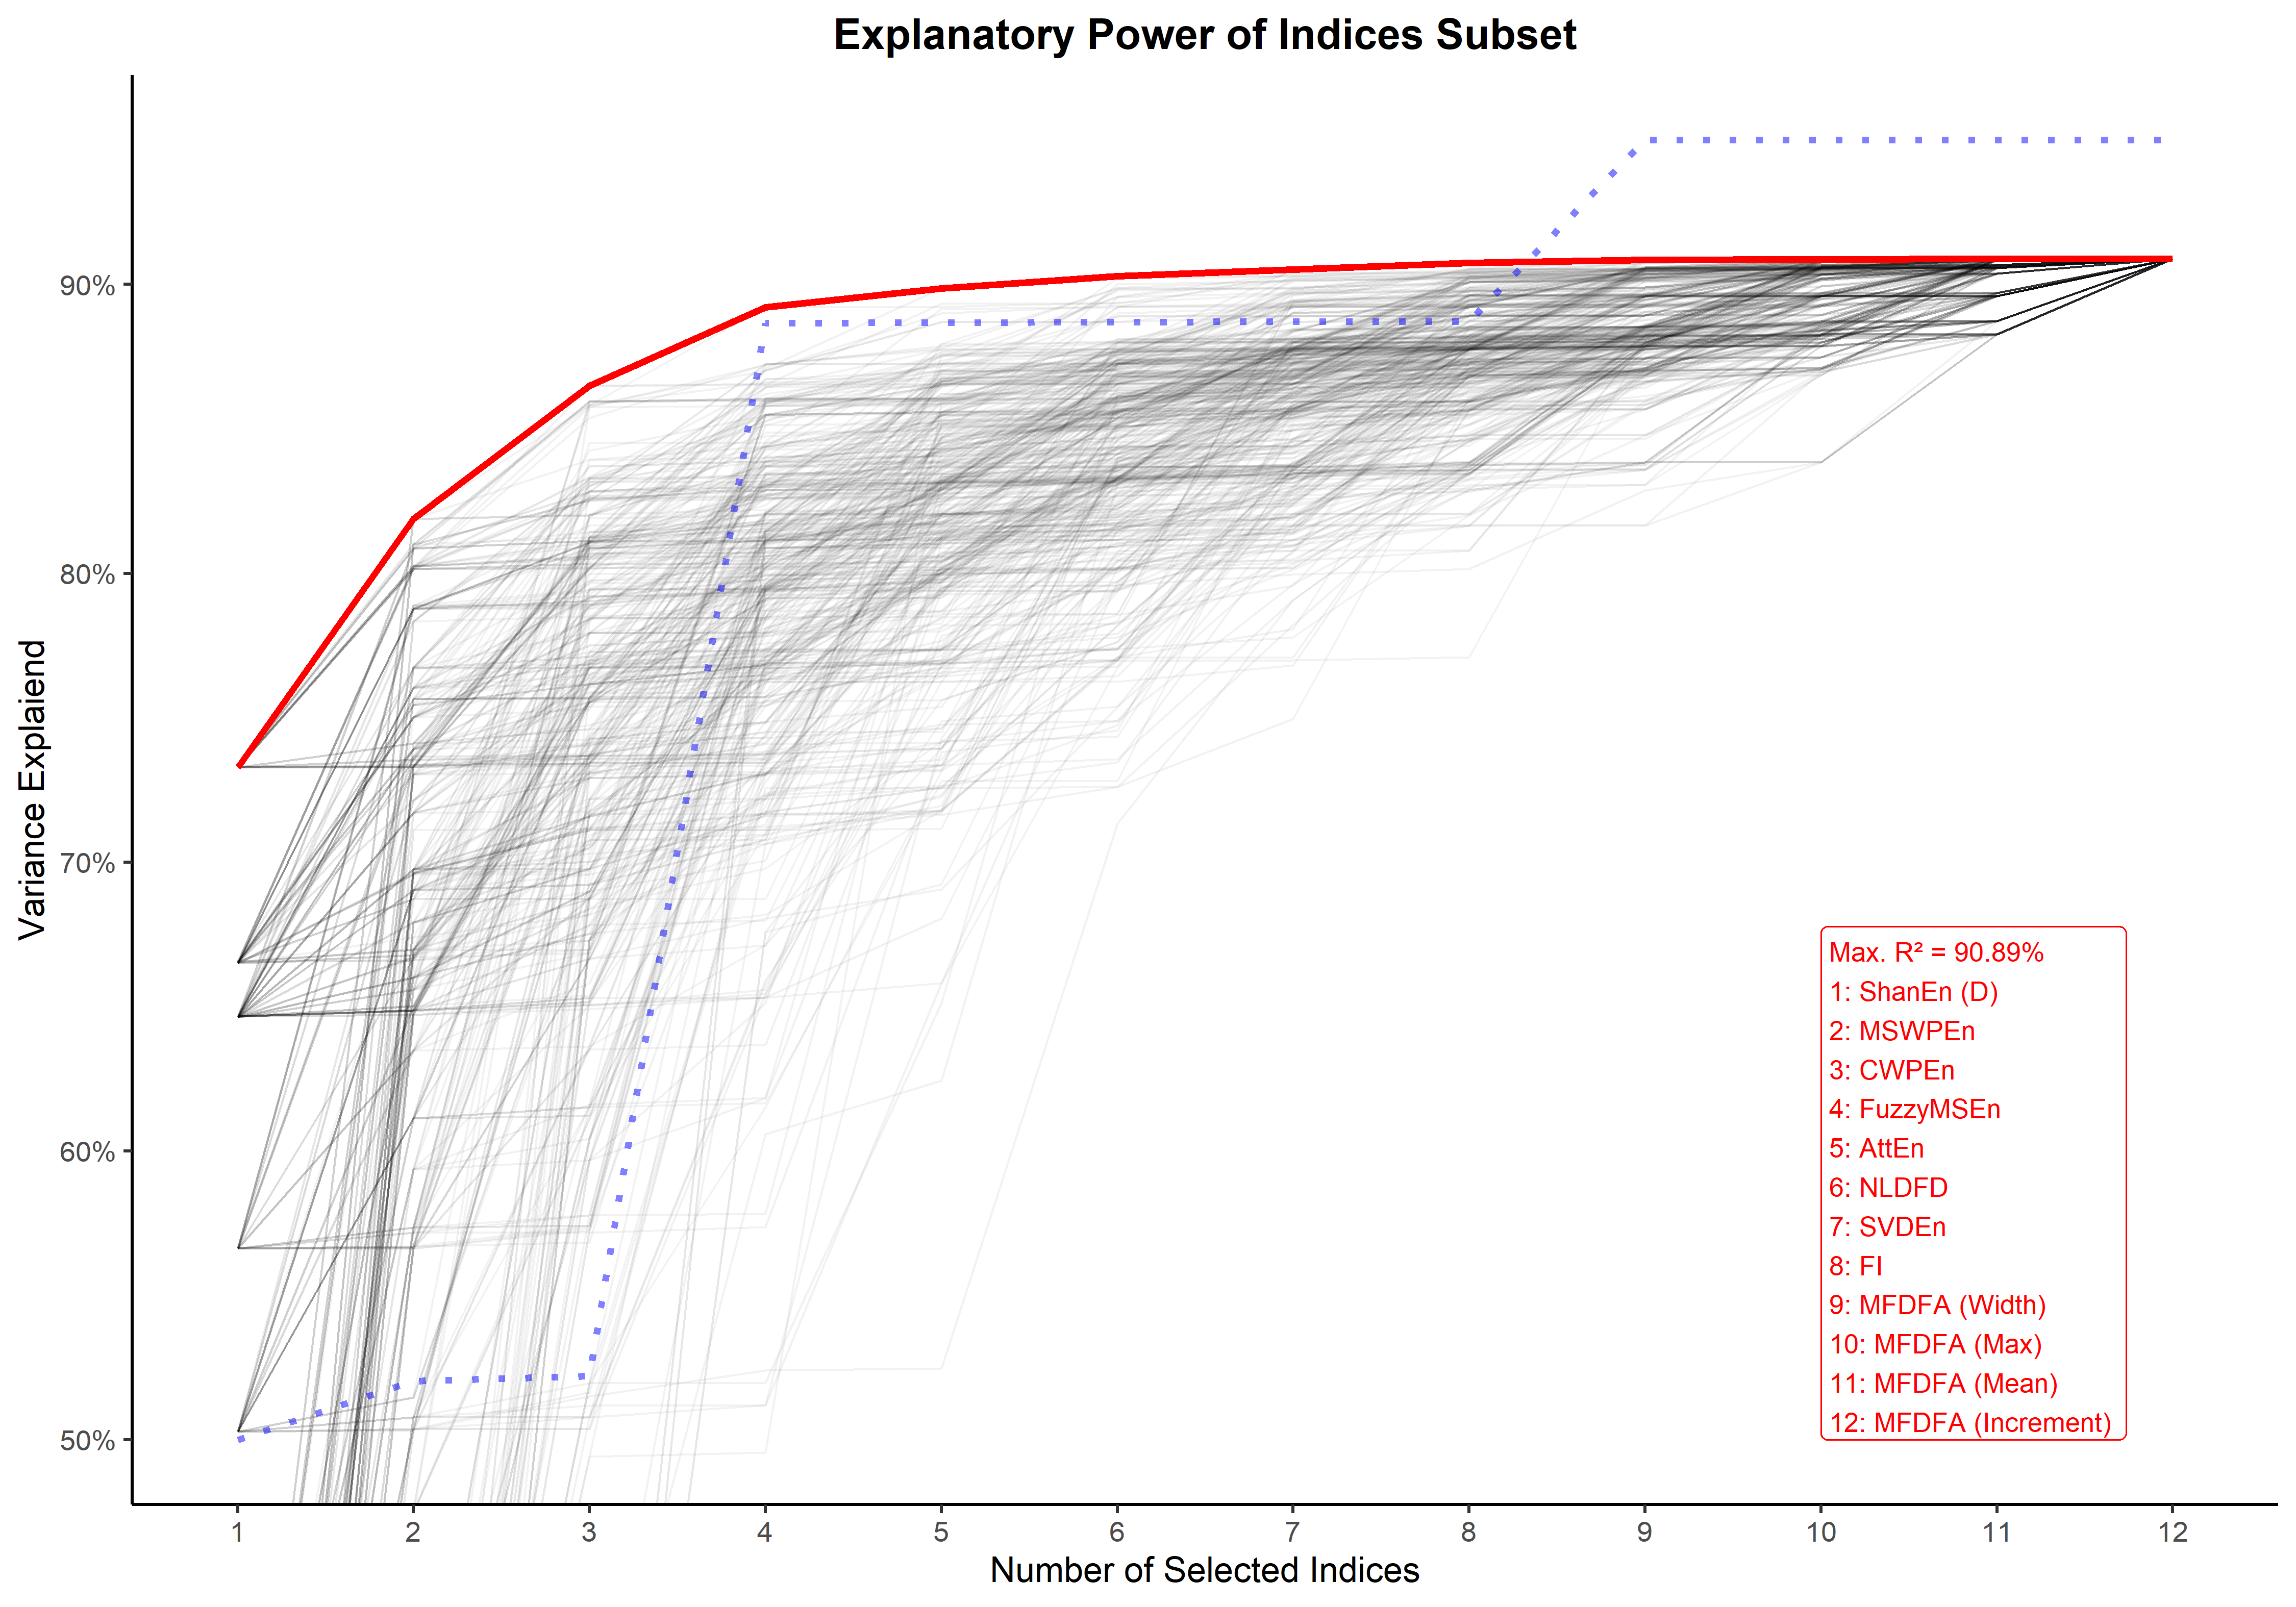 Explanatory Power of Indices Subset
Variance Explaiend
90%
80%
70%
60%
50%
Max. R² = 90.89%
1: ShanEn (D)
2: MSWPEn
3: CWPEn
4: FuzzyMSEn
5: AttEn
6: NLDFD
7: SVDEn
8: FI
9: MFDFA (Width)
10: MFDFA (Max)
11: MFDFA (Mean)
12: MFDFA (Increment)
1 2 3 4 5 6 7 8 9 10 11 12
Number of Selected Indices